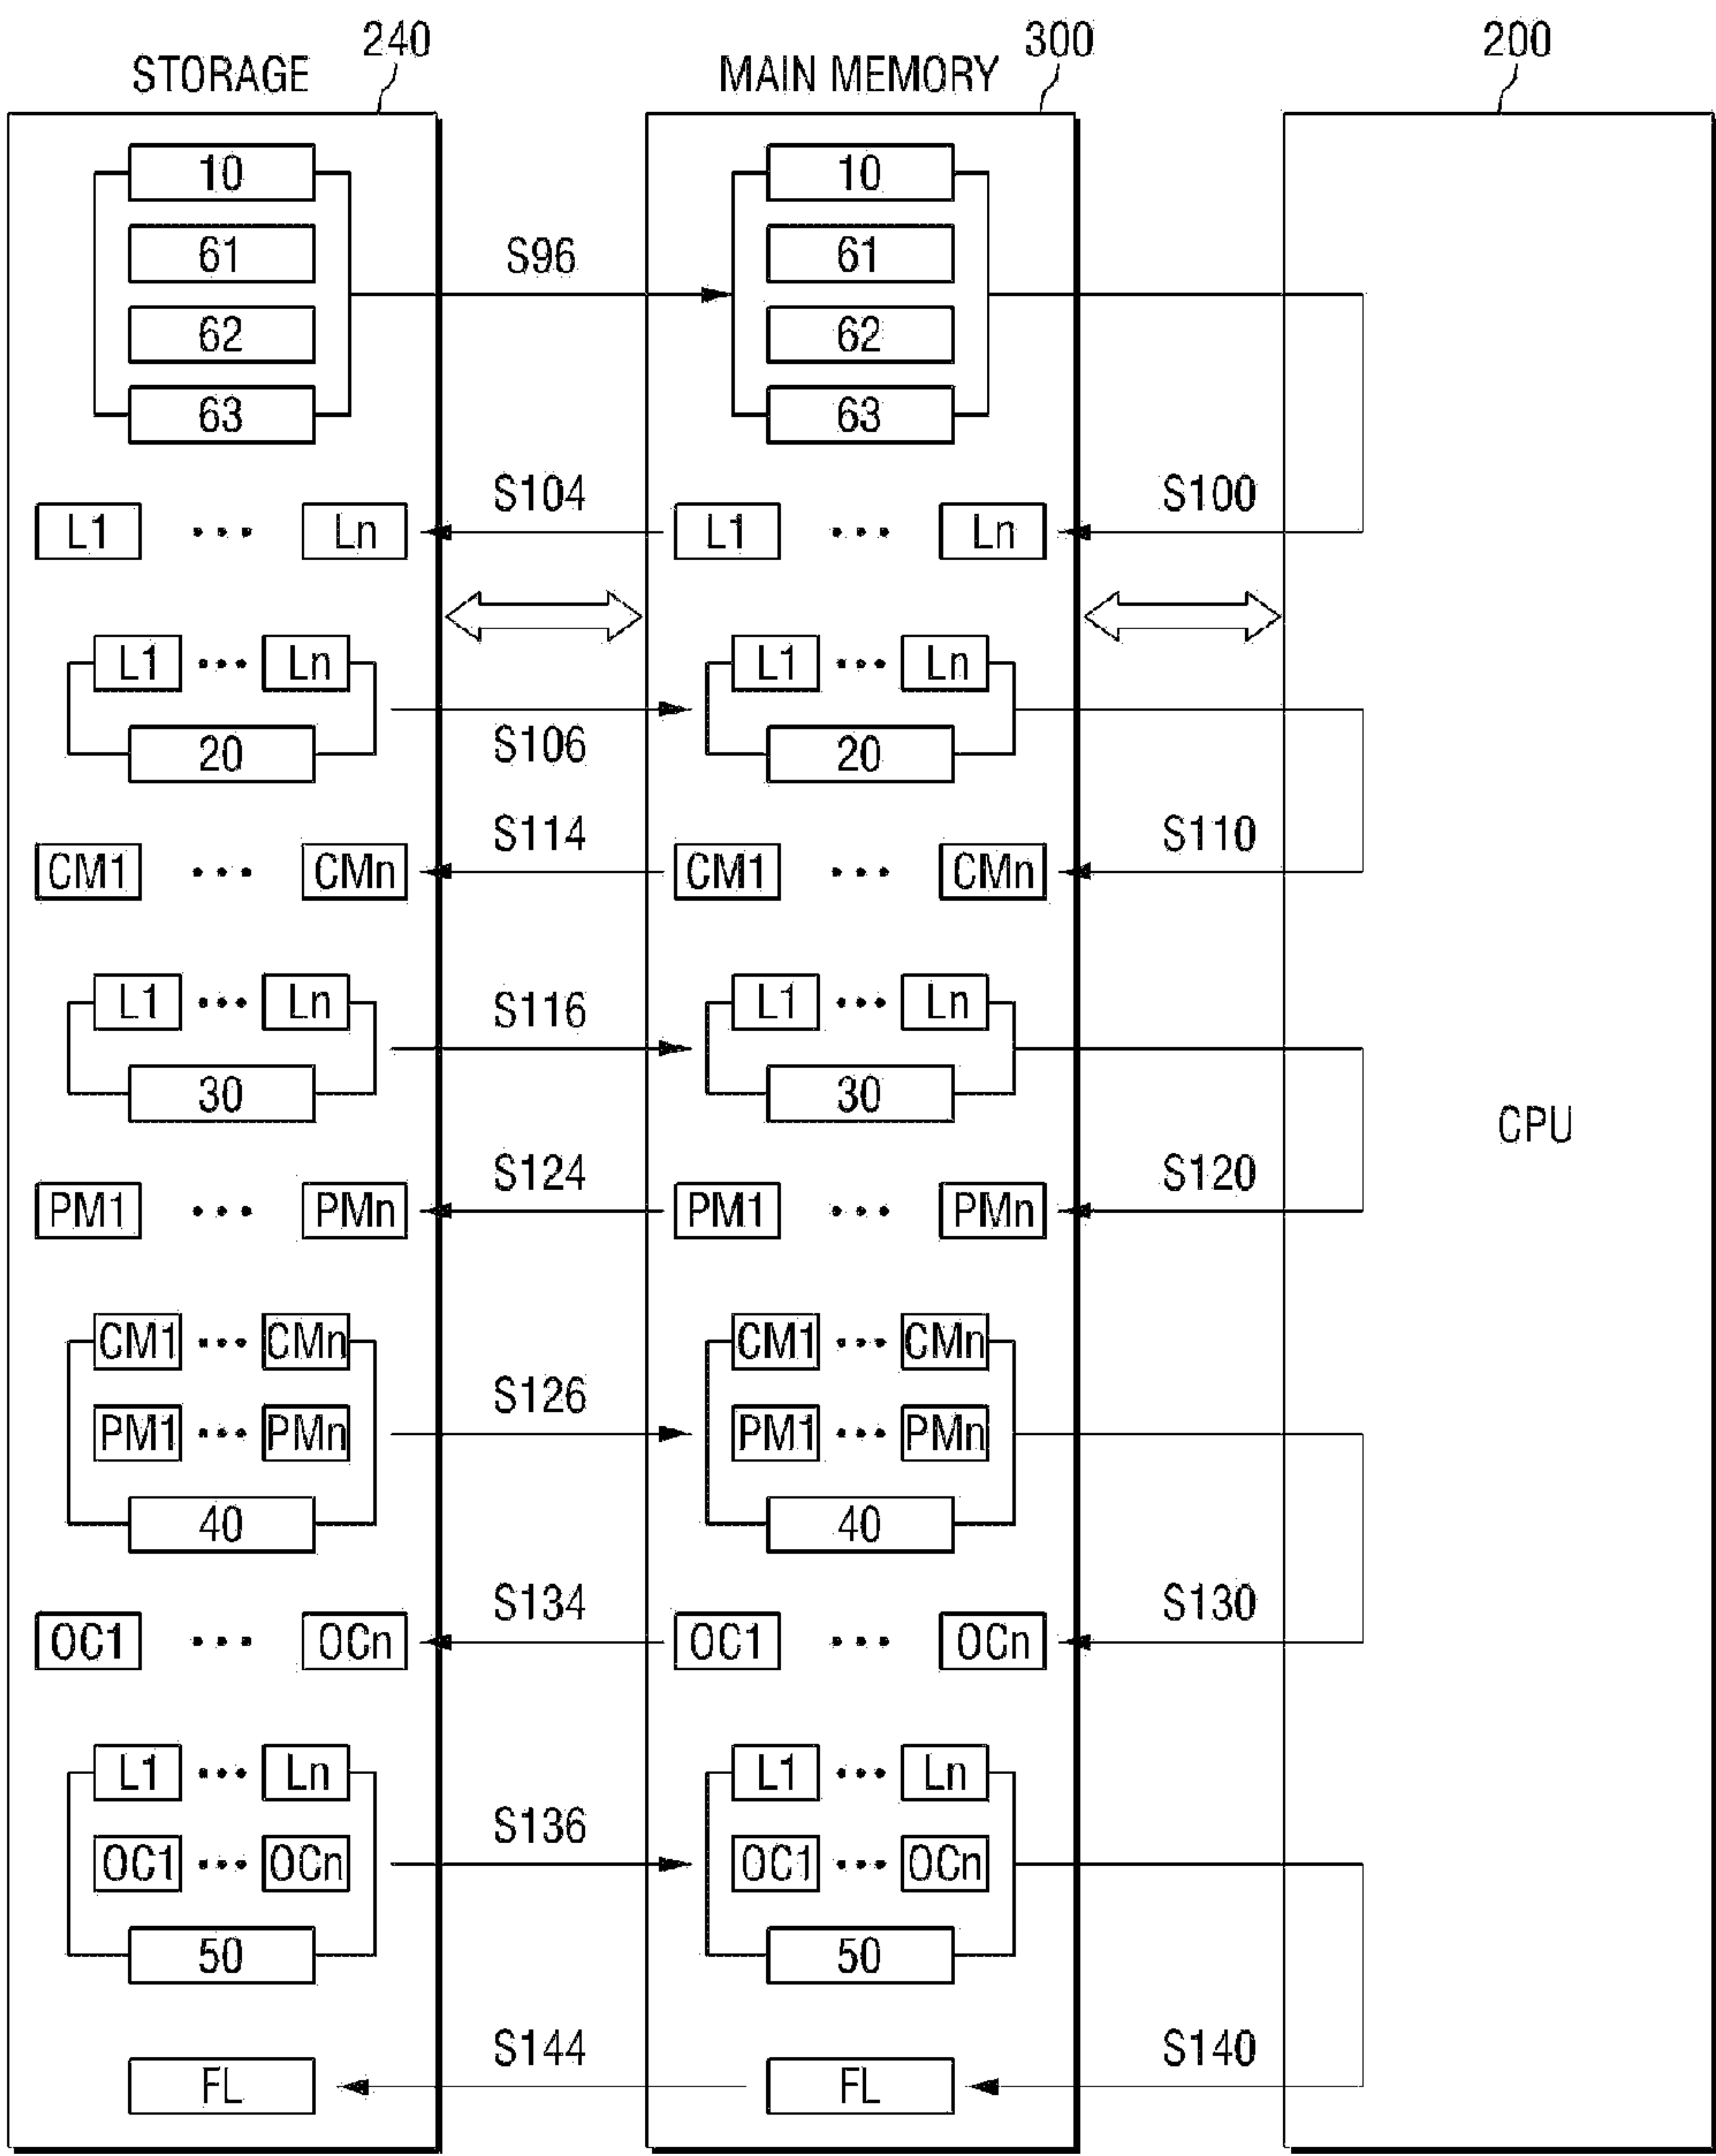 240 300 200
STORAGE MAIN MEMORY
10 10
61 S96 61
62 62
63 63
S104 S100
L1 ••• Ln L1 ••• Ln
L1 ••• Ln L1 ••• Ln
20 S106 20
S114 S110
CM1 ••• CMn CM1 ••• CMn
L1 ••• Ln S116 L1 ••• Ln
30 30
CPU
S124 S120
PM1 ••• PMn PM1 ••• PMn
CM1 ••• CMn CM1 ••• CMn
S126
PM1 ••• PMn PM1 ••• PMn
40 40
S134 S130
OC1 ••• OCn OC1 ••• OCn
L1 ••• Ln L1 ••• Ln
S136
OC1 ••• OCn OC1 ••• OCn
50 50
S144 S140
FL FL